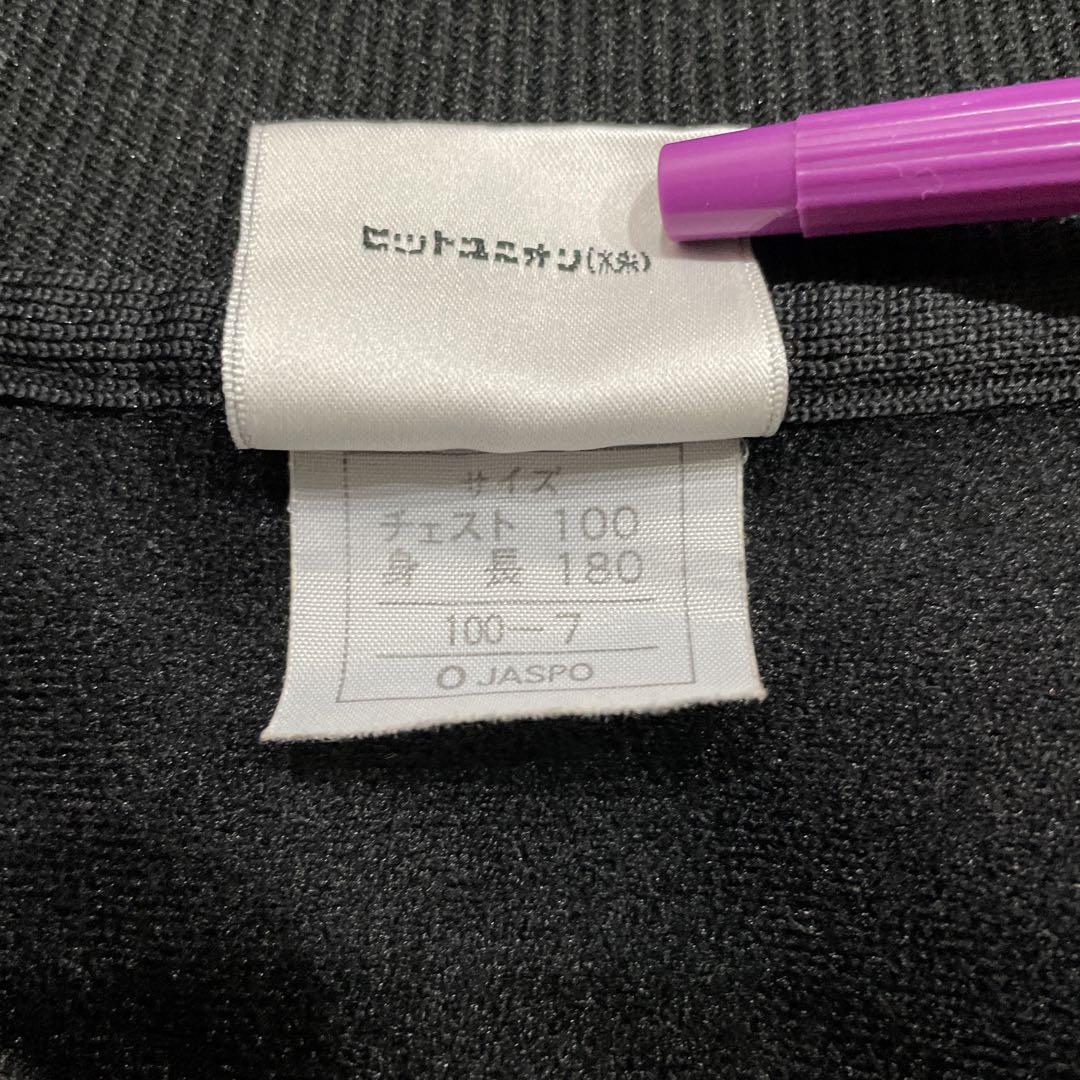 ヒットユニオン(株)
サイズ
チェスト 100
身長 180
100-7
O JASPO